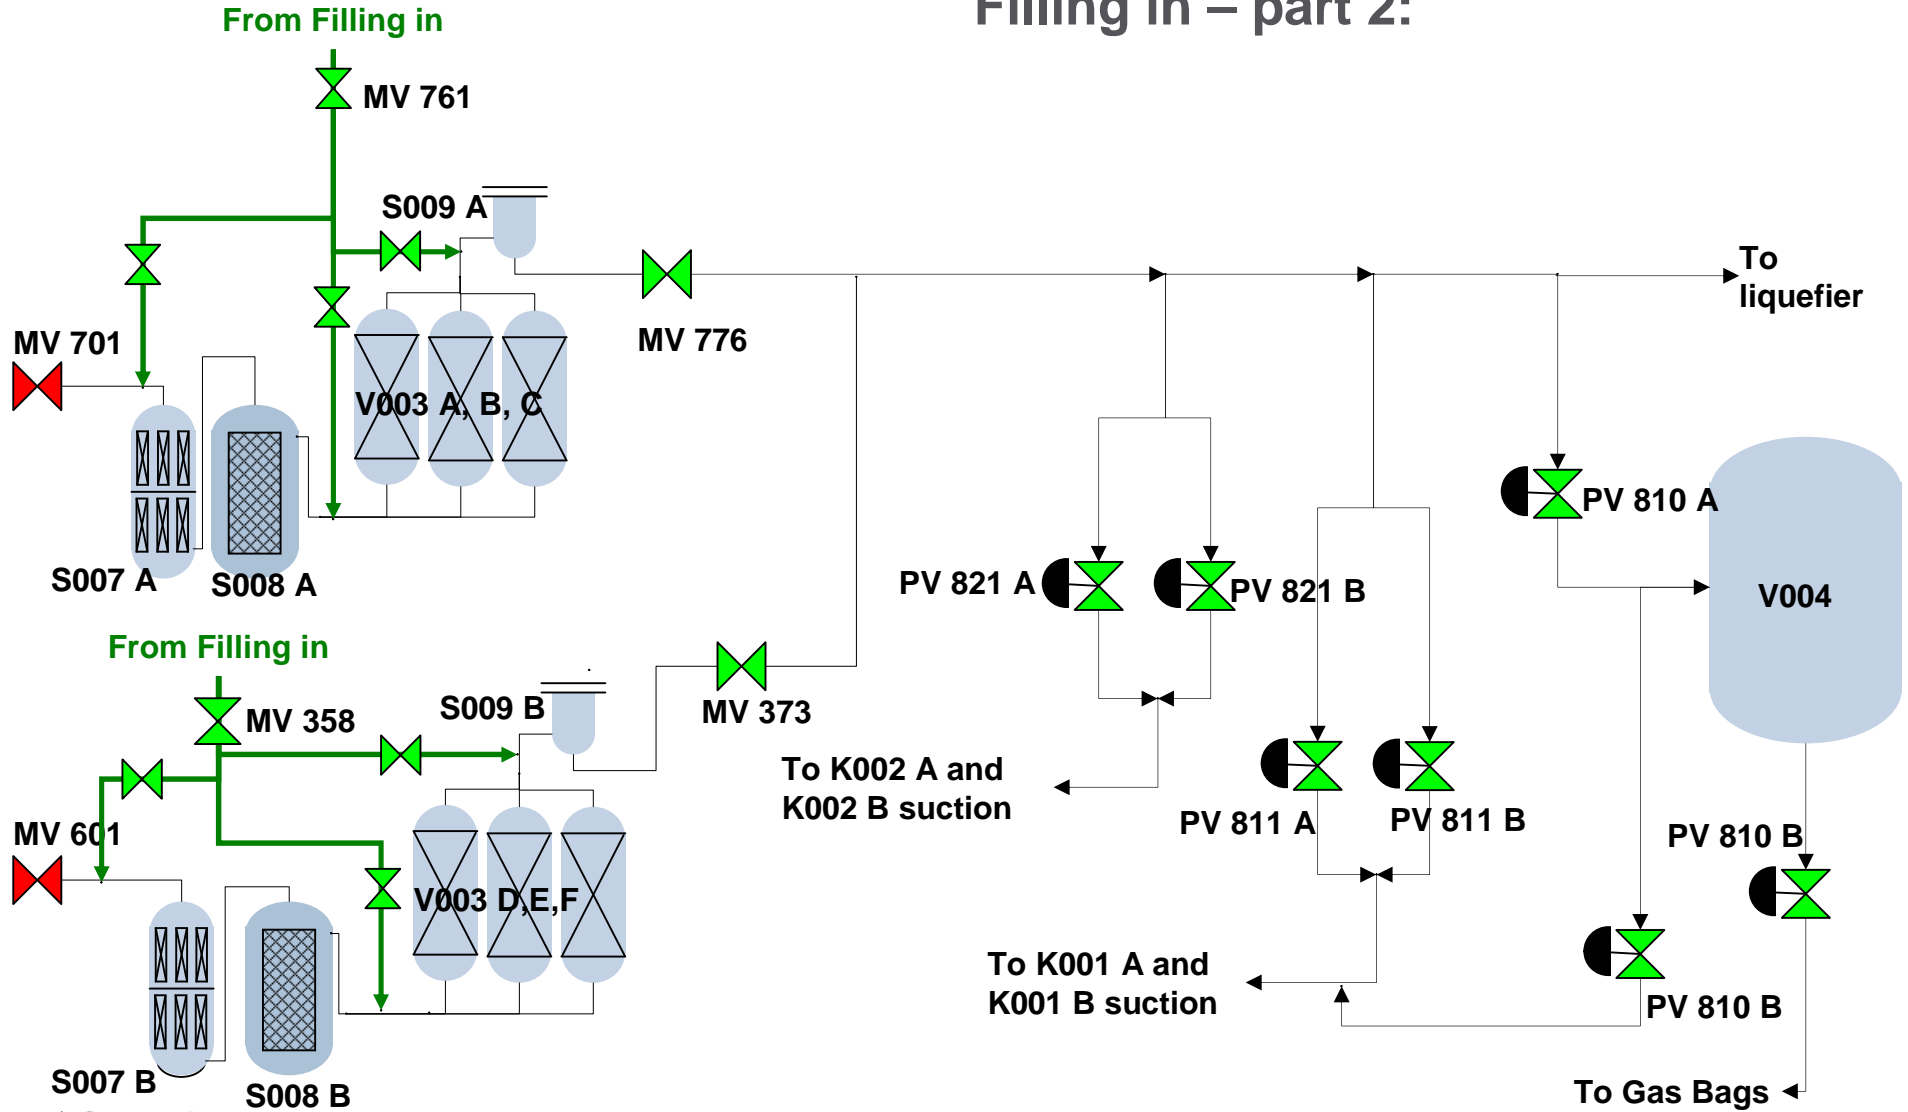 From Filling in
Filling in – part 2:
MV 761
S009 A
To
liquefier
MV 701
MV 776
V003 A, B, C
PV 810 A
S007 A
S008 A
PV 821 A
PV 821 B
V004
From Filling in
S009 B
MV 358
MV 373
To K002 A and
K002 B suction
MV 601
PV 811 A
PV 811 B
PV 810 B
V003 D,E,F
To K001 A and
K001 B suction
PV 810 B
S007 B
S008 B
To Gas Bags